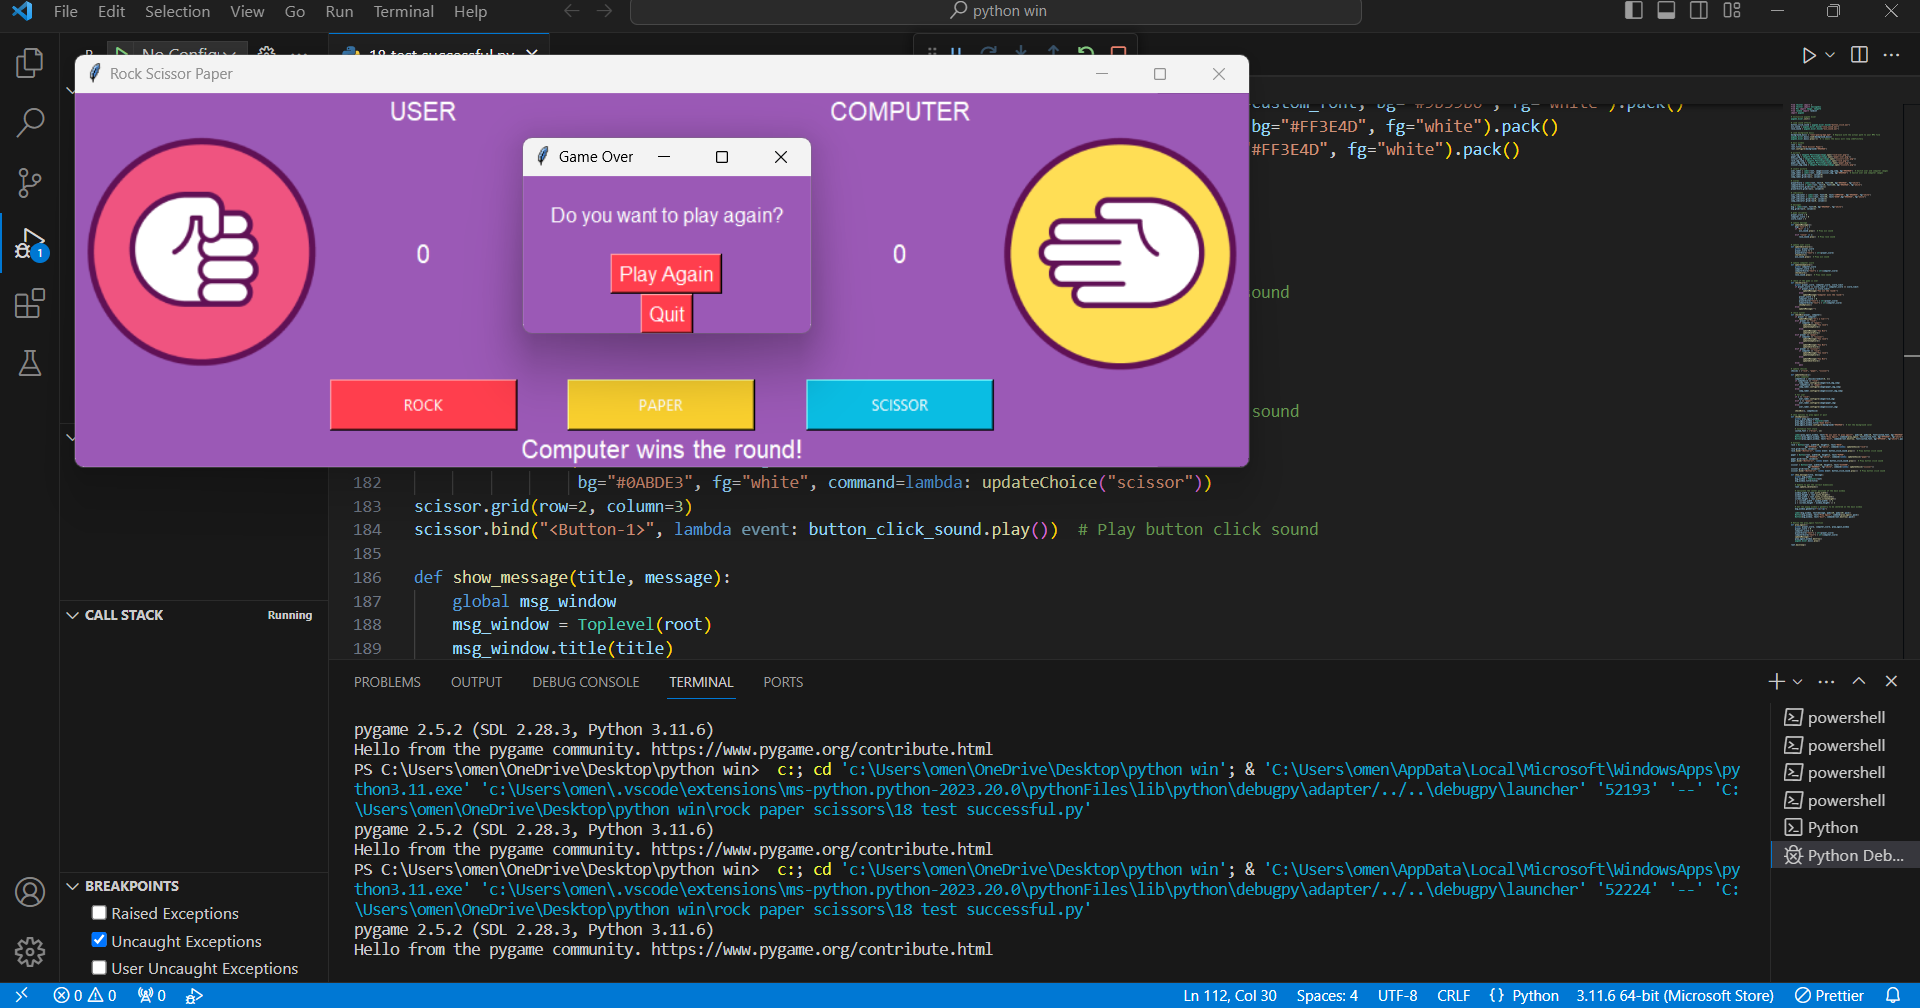 File Edit Selection View Go Run Terminal Help
python win
18 test successful.py
Rock Scissor Paper
USER
COMPUTER
Game Over
Do you want to play again?
0
0
Play Again
Quit
ROCK
PAPER
SCISSOR
Computer wins the round!
bg="#FF3E4D", fg="white").pack()
#FF3E4D", fg="white").pack()
ound
sound
182 bg="#0ABDE3", fg="white", command=lambda: updateChoice("scissor"))
183 scissor.grid(row=2, column=3)
184 scissor.bind("<Button-1>", lambda event: button_click_sound.play()) # Play button click sound
185
186 def show_message(title, message):
187 global msg_window
188 msg_window = Toplevel(root)
189 msg_window.title(title)
1
CALL STACK Running
BREAKPOINTS
Raised Exceptions
Uncaught Exceptions
User Uncaught Exceptions
PROBLEMS OUTPUT DEBUG CONSOLE TERMINAL PORTS
pygame 2.5.2 (SDL 2.28.3, Python 3.11.6)
Hello from the pygame community. https://www.pygame.org/contribute.html
PS C:\Users\omen\OneDrive\Desktop\python win> c:; cd 'c:\Users\omen\OneDrive\Desktop\python win'; & 'C:\Users\omen\AppData\Local\Microsoft\WindowsApps\py
thon3.11.exe' 'c:\Users\omen\.vscode\extensions\ms-python.python-2023.20.0\pythonFiles\lib\python\debugpy\adapter/../..\debugpy\launcher' '52193' '--' 'C:
\Users\omen\OneDrive\Desktop\python win\rock paper scissors\18 test successful.py'
pygame 2.5.2 (SDL 2.28.3, Python 3.11.6)
Hello from the pygame community. https://www.pygame.org/contribute.html
PS C:\Users\omen\OneDrive\Desktop\python win> c:; cd 'c:\Users\omen\OneDrive\Desktop\python win'; & 'C:\Users\omen\AppData\Local\Microsoft\WindowsApps\py
thon3.11.exe' 'c:\Users\omen\.vscode\extensions\ms-python.python-2023.20.0\pythonFiles\lib\python\debugpy\adapter/../..\debugpy\launcher' '52224' '--' 'C:
\Users\omen\OneDrive\Desktop\python win\rock paper scissors\18 test successful.py'
pygame 2.5.2 (SDL 2.28.3, Python 3.11.6)
Hello from the pygame community. https://www.pygame.org/contribute.html
powershell
powershell
powershell
powershell
Python
Python Deb...
0 0 0
Ln 112, Col 30 Spaces: 4 UTF-8 CRLF {} Python 3.11.6 64-bit (Microsoft Store) Prettier